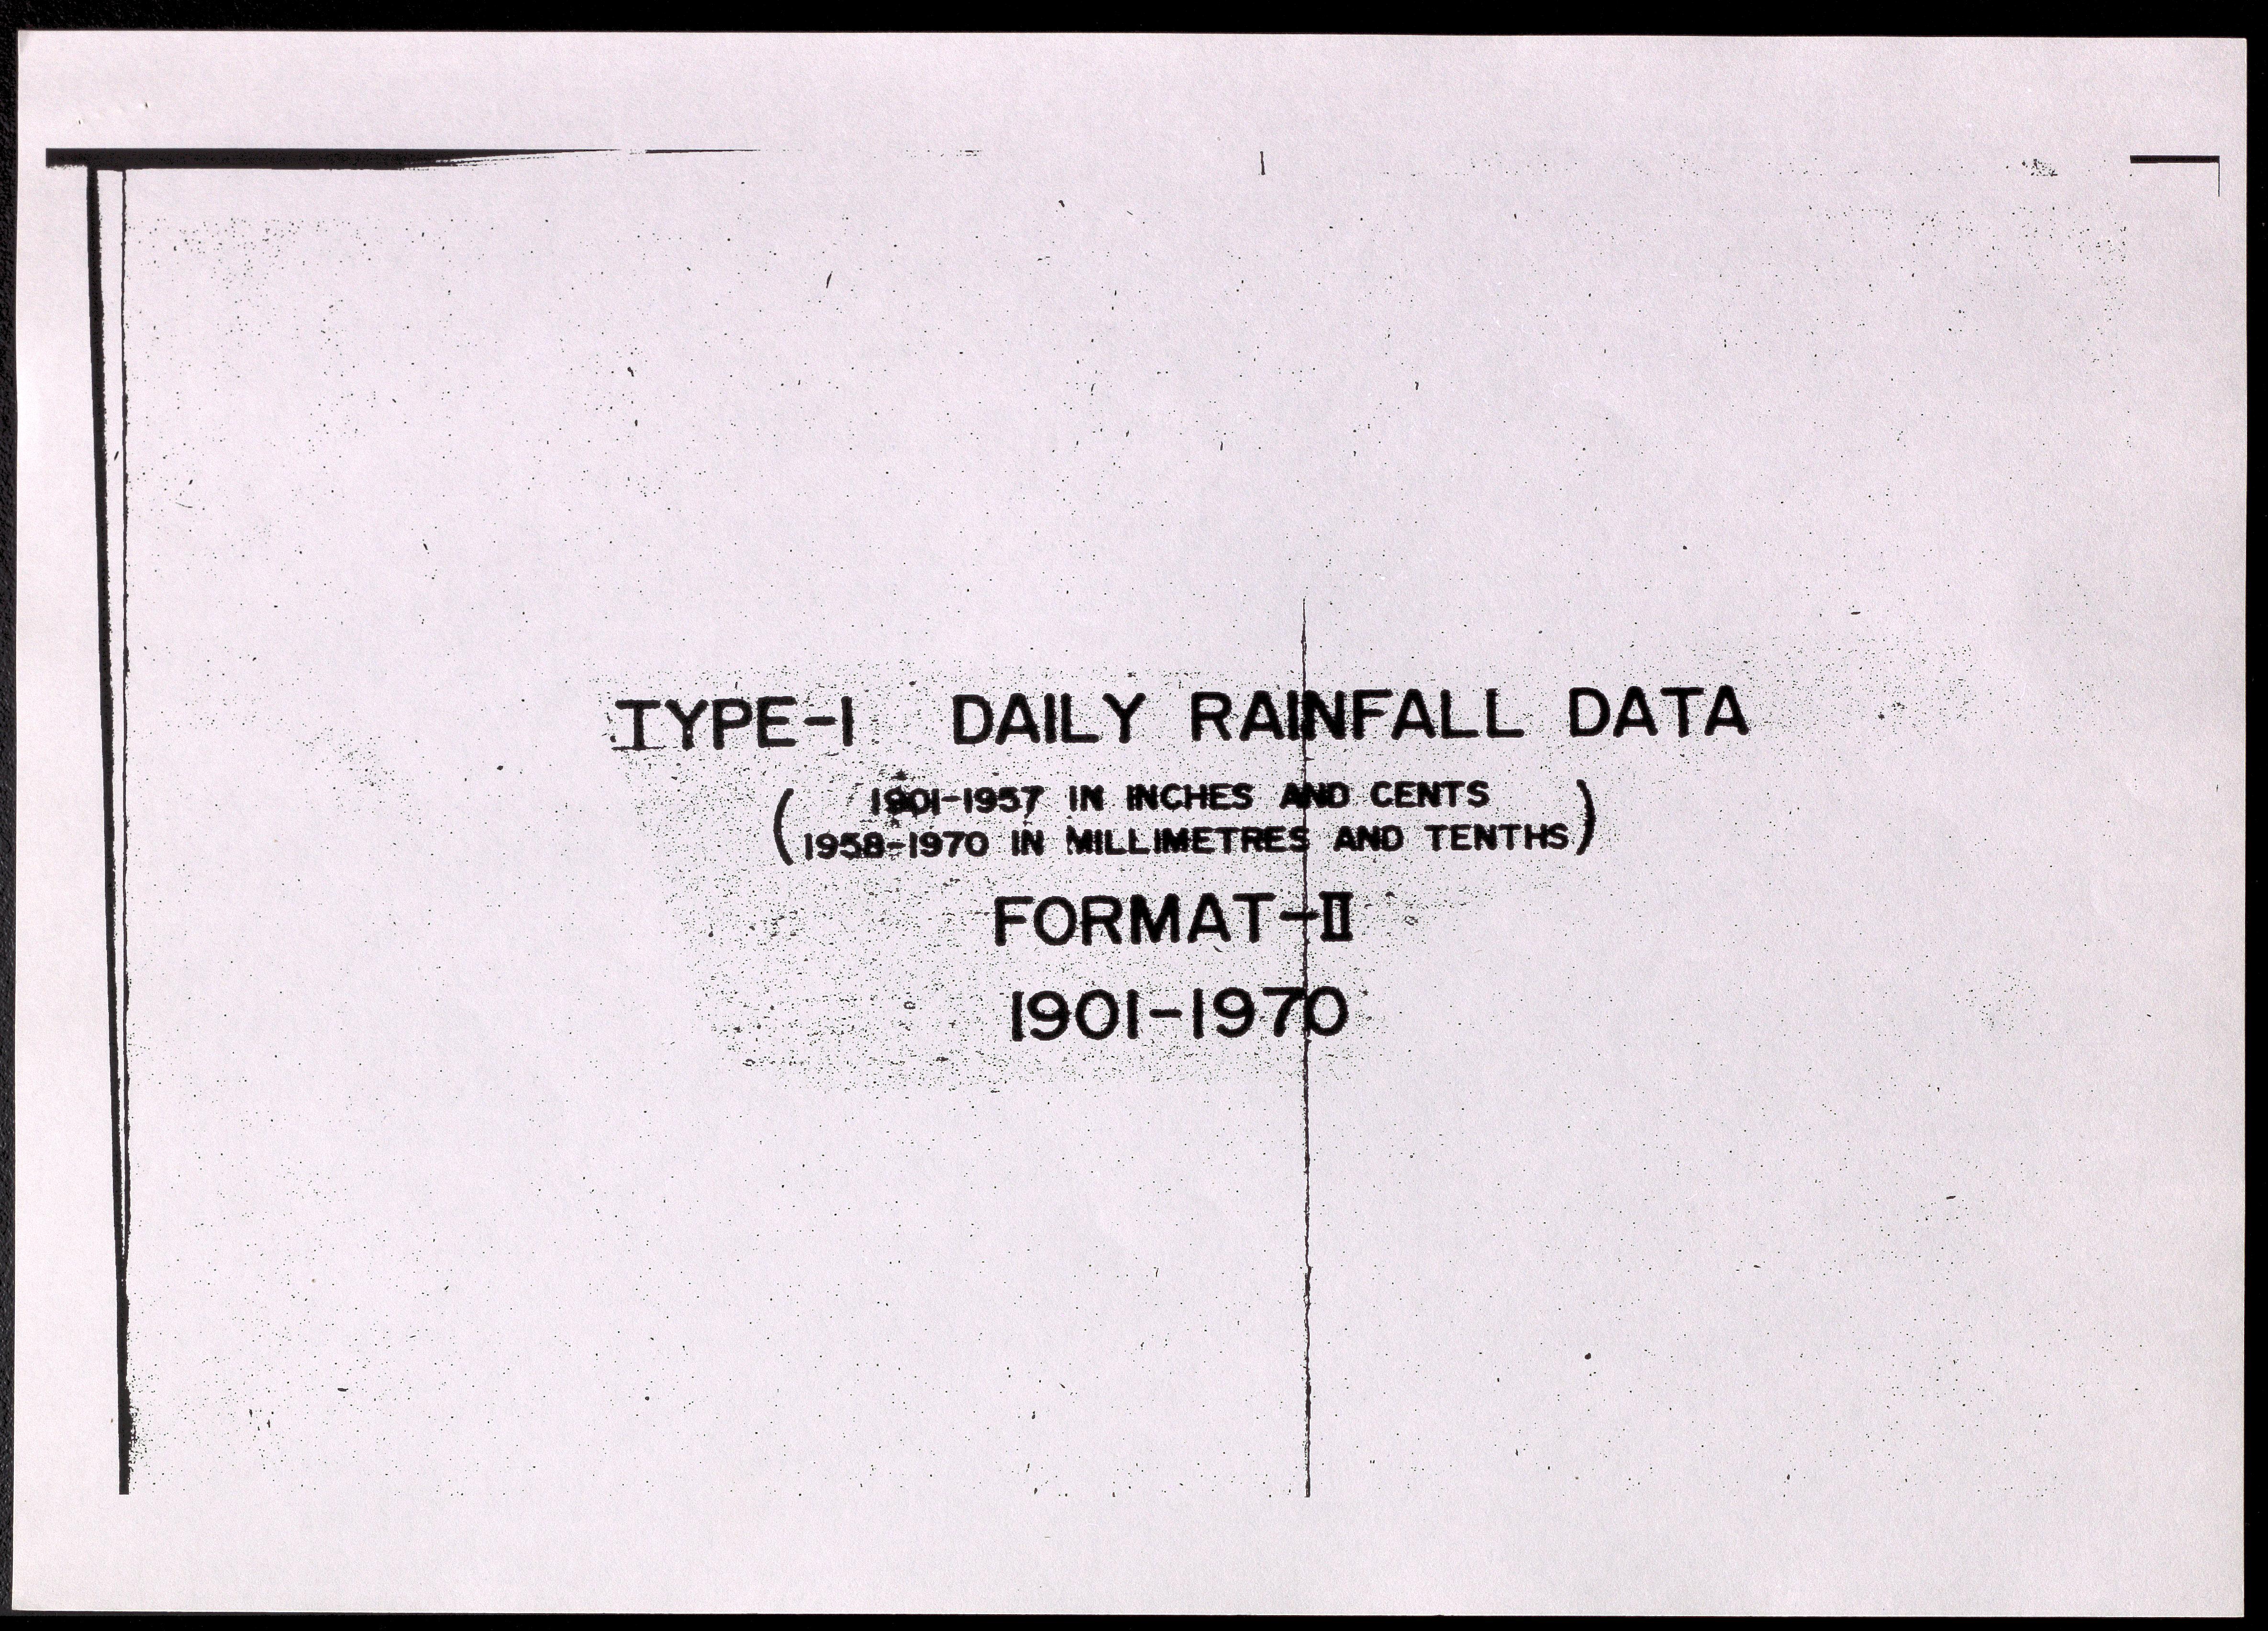 TYPE-I DAILY RAINFALL DATA
(1901-1957 IN INCHES AND CENTS
1958-1970 IN MILLIMETRES AND TENTHS)
FORMAT-II
1901-1970